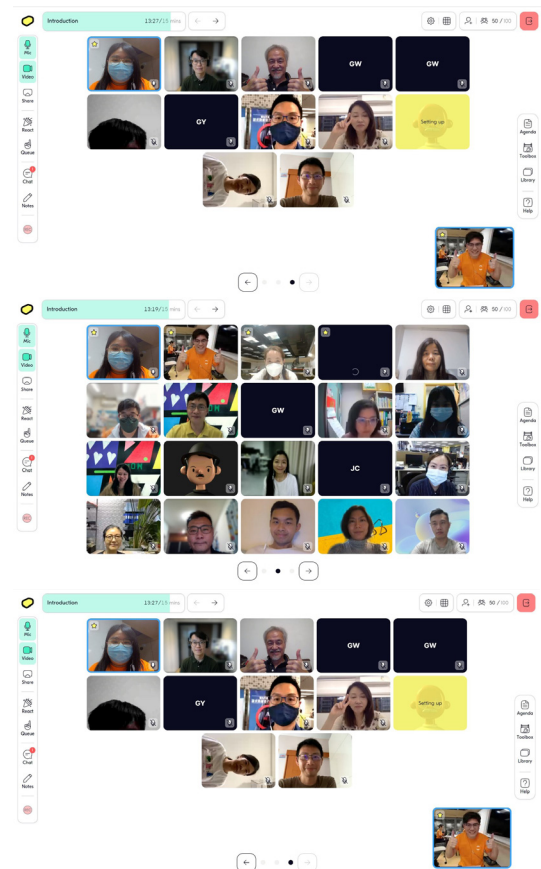 Introduction 13:27/15 mins 50 / 100
Mic
Video
Share
React
Queue
Chat
Notes
GW
GW
GY
Setting up
Agenda
Toolbox
Library
Help
Introduction 13:19/15 mins 50 / 100
Mic
Video
Share
React
Queue
Chat
Notes
GW
JC
Agenda
Toolbox
Library
Help
Introduction 13:27/15 mins 50 / 100
Mic
Video
Share
React
Queue
Chat
Notes
GW
GW
GY
Setting up
Agenda
Toolbox
Library
Help